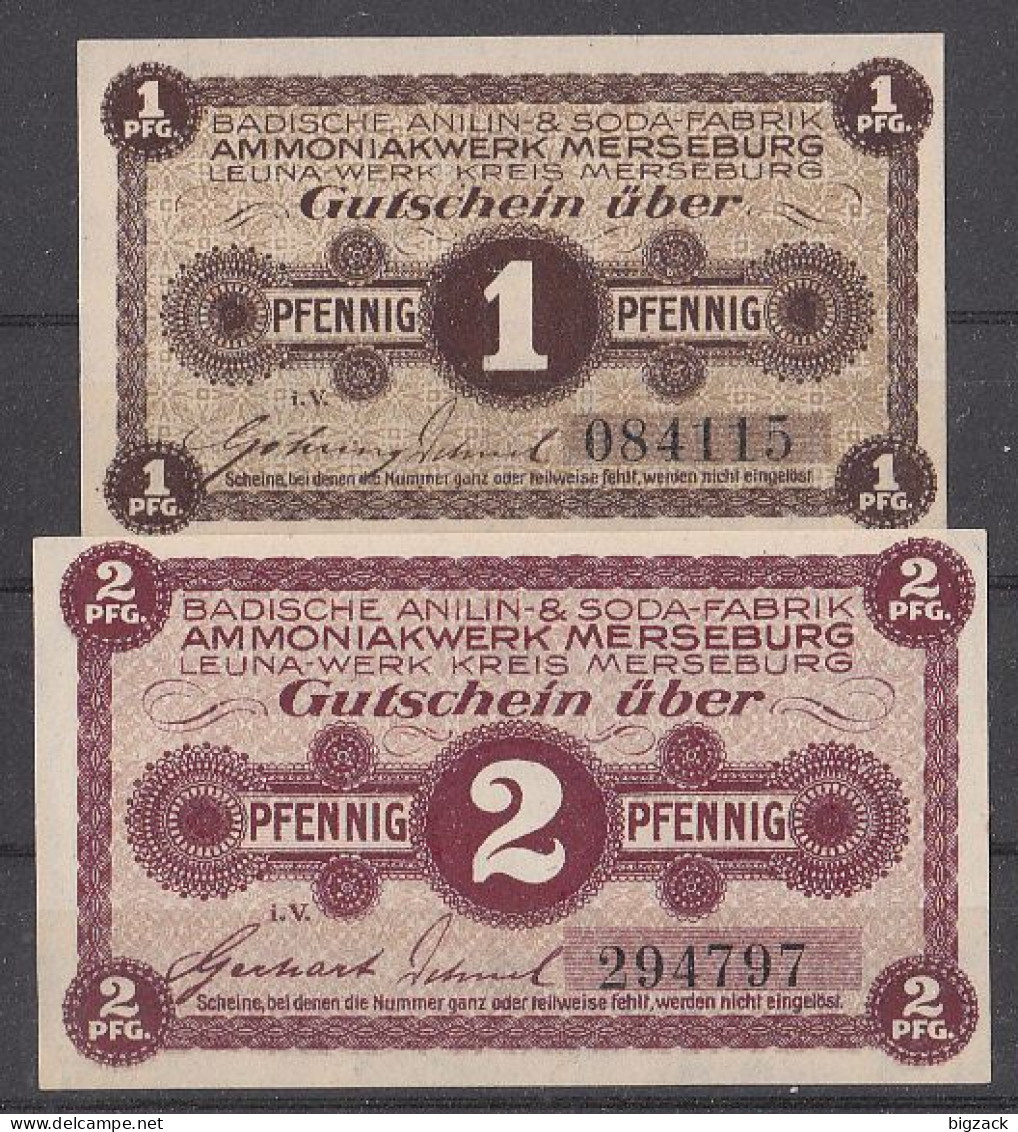 1 PFG.
1 PFG.
BADISCHE ANILIN-& SODA-FABRIK
AMMONIAKWERK MERSEBURG
LEUNA-WERK KREIS MERSEBURG
Gutschein über
PFENNIG 1 PFENNIG
i.V.
Göhring
084115
Scheine, bei denen die Nummer ganz oder teilweise fehlt, werden nicht eingelöst.
1 PFG.
1 PFG.
2 PFG.
2 PFG.
BADISCHE ANILIN-& SODA-FABRIK
AMMONIAKWERK MERSEBURG
LEUNA-WERK KREIS MERSEBURG
Gutschein über
PFENNIG 2 PFENNIG
i.V.
Gerhart
294797
Scheine, bei denen die Nummer ganz oder teilweise fehlt, werden nicht eingelöst.
2 PFG.
2 PFG.
delcampe.net
bigzack